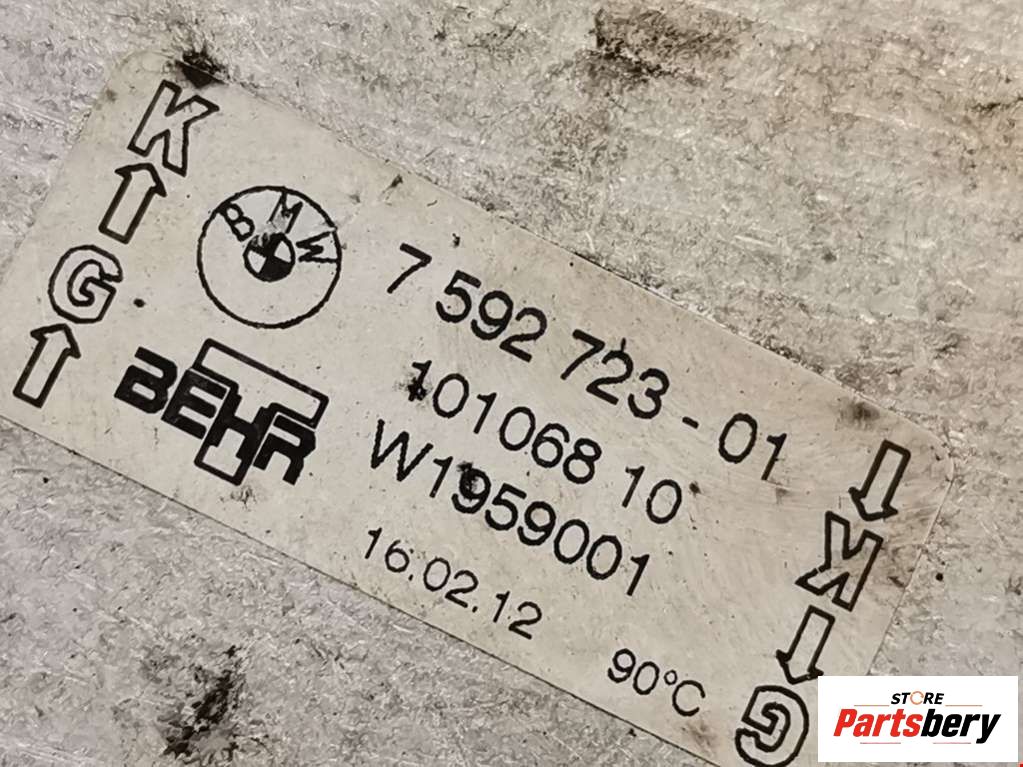 K
G
BMW
BEHR
7 592 723 - 01
101068 10
W1959001
16.02.12
90°C
K
G
STORE
Partsbery